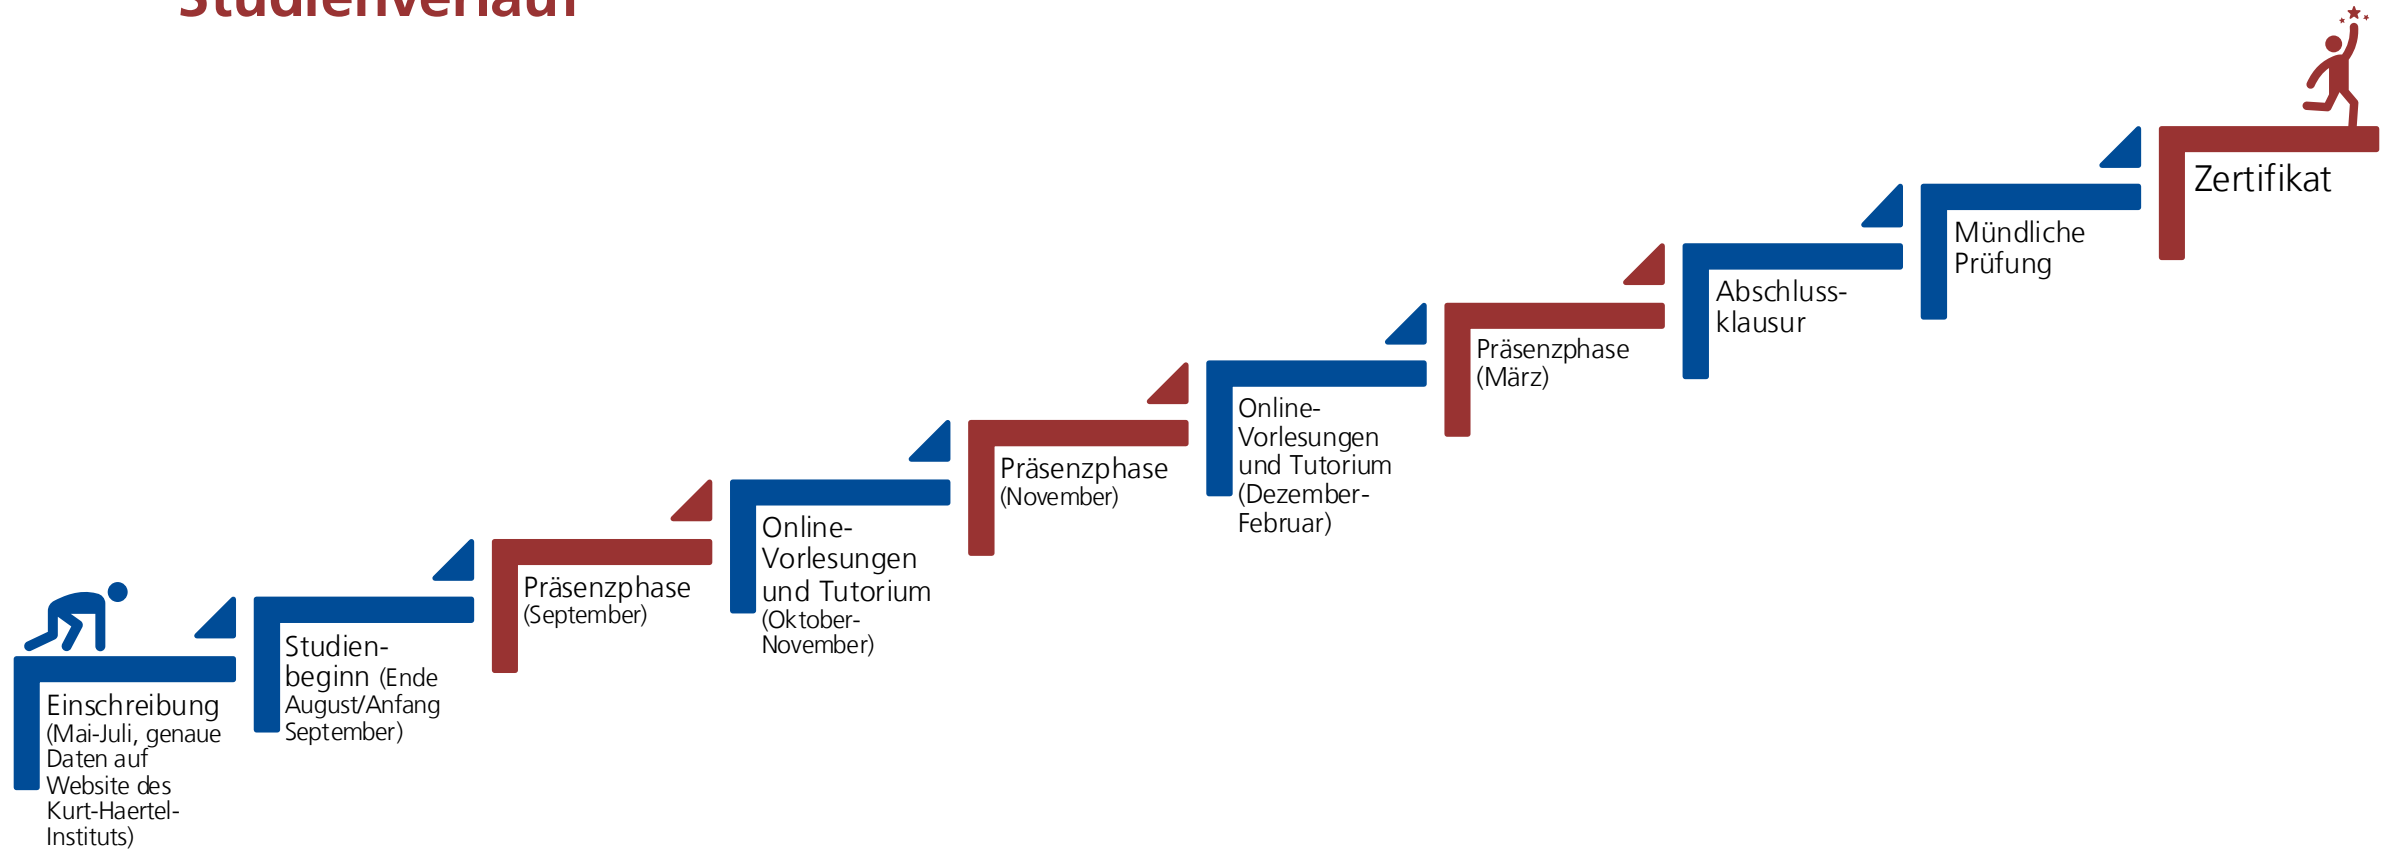 Studienverlauf
Einschreibung
(Mai-Juli, genaue
Daten auf
Website des
Kurt-Haertel-
Instituts)
Studien-
beginn (Ende
August/Anfang
September)
Präsenzphase
(September)
Online-
Vorlesungen
und Tutorium
(Oktober-
November)
Präsenzphase
(November)
Online-
Vorlesungen
und Tutorium
(Dezember-
Februar)
Präsenzphase
(März)
Abschluss-
klausur
Mündliche
Prüfung
Zertifikat